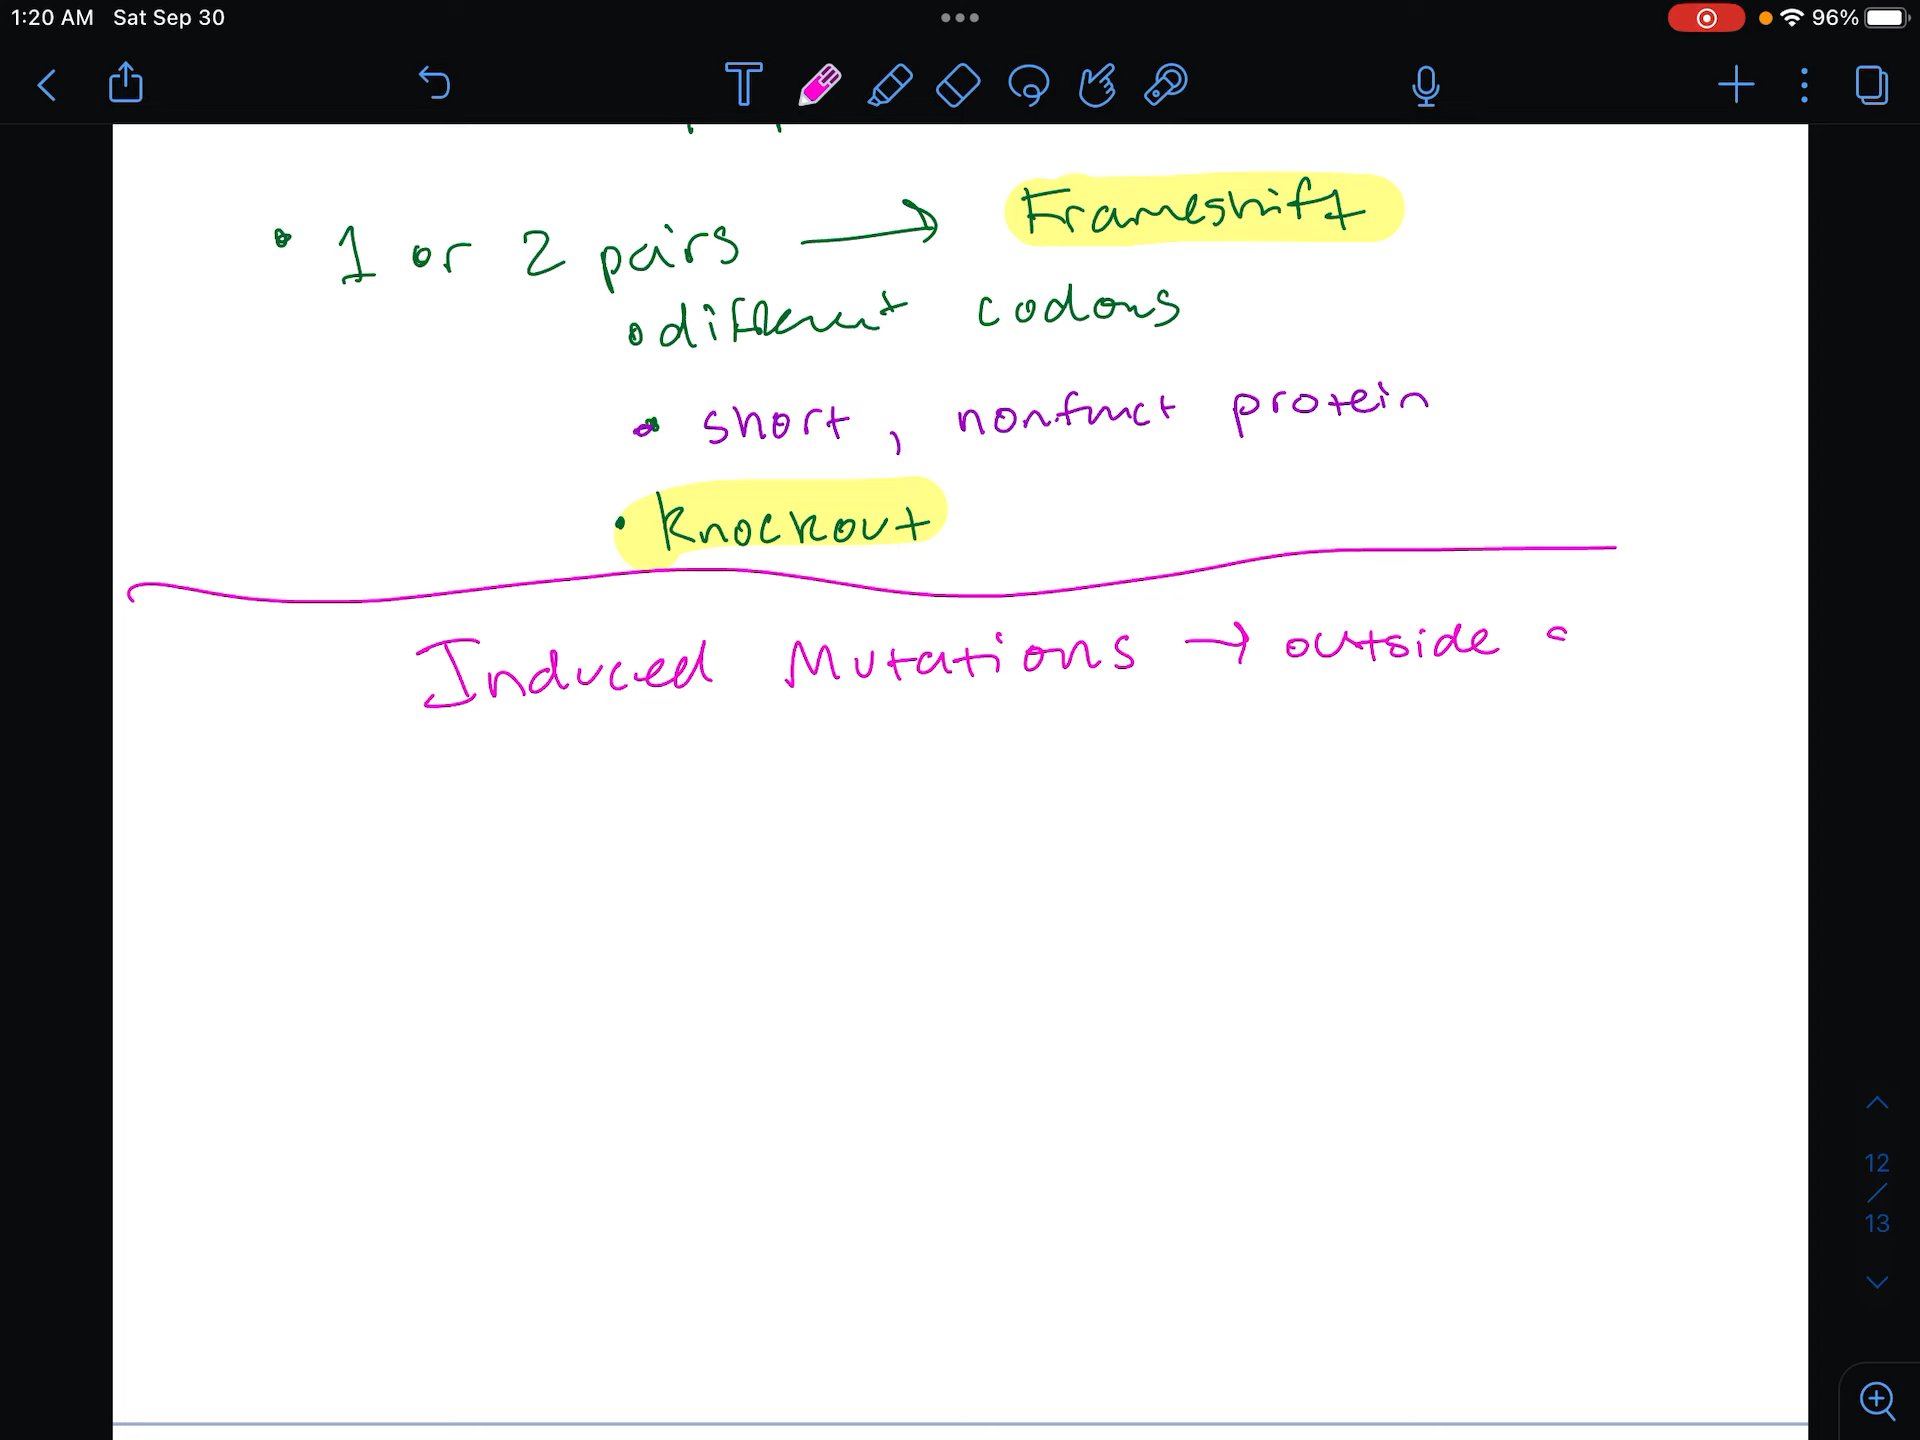 1:20 AM Sat Sep 30
96%
• 1 or 2 pairs → Frameshift
• different codons
• short, nonfunct protein
• Knockout
Induced Mutations → outside
12
/
13